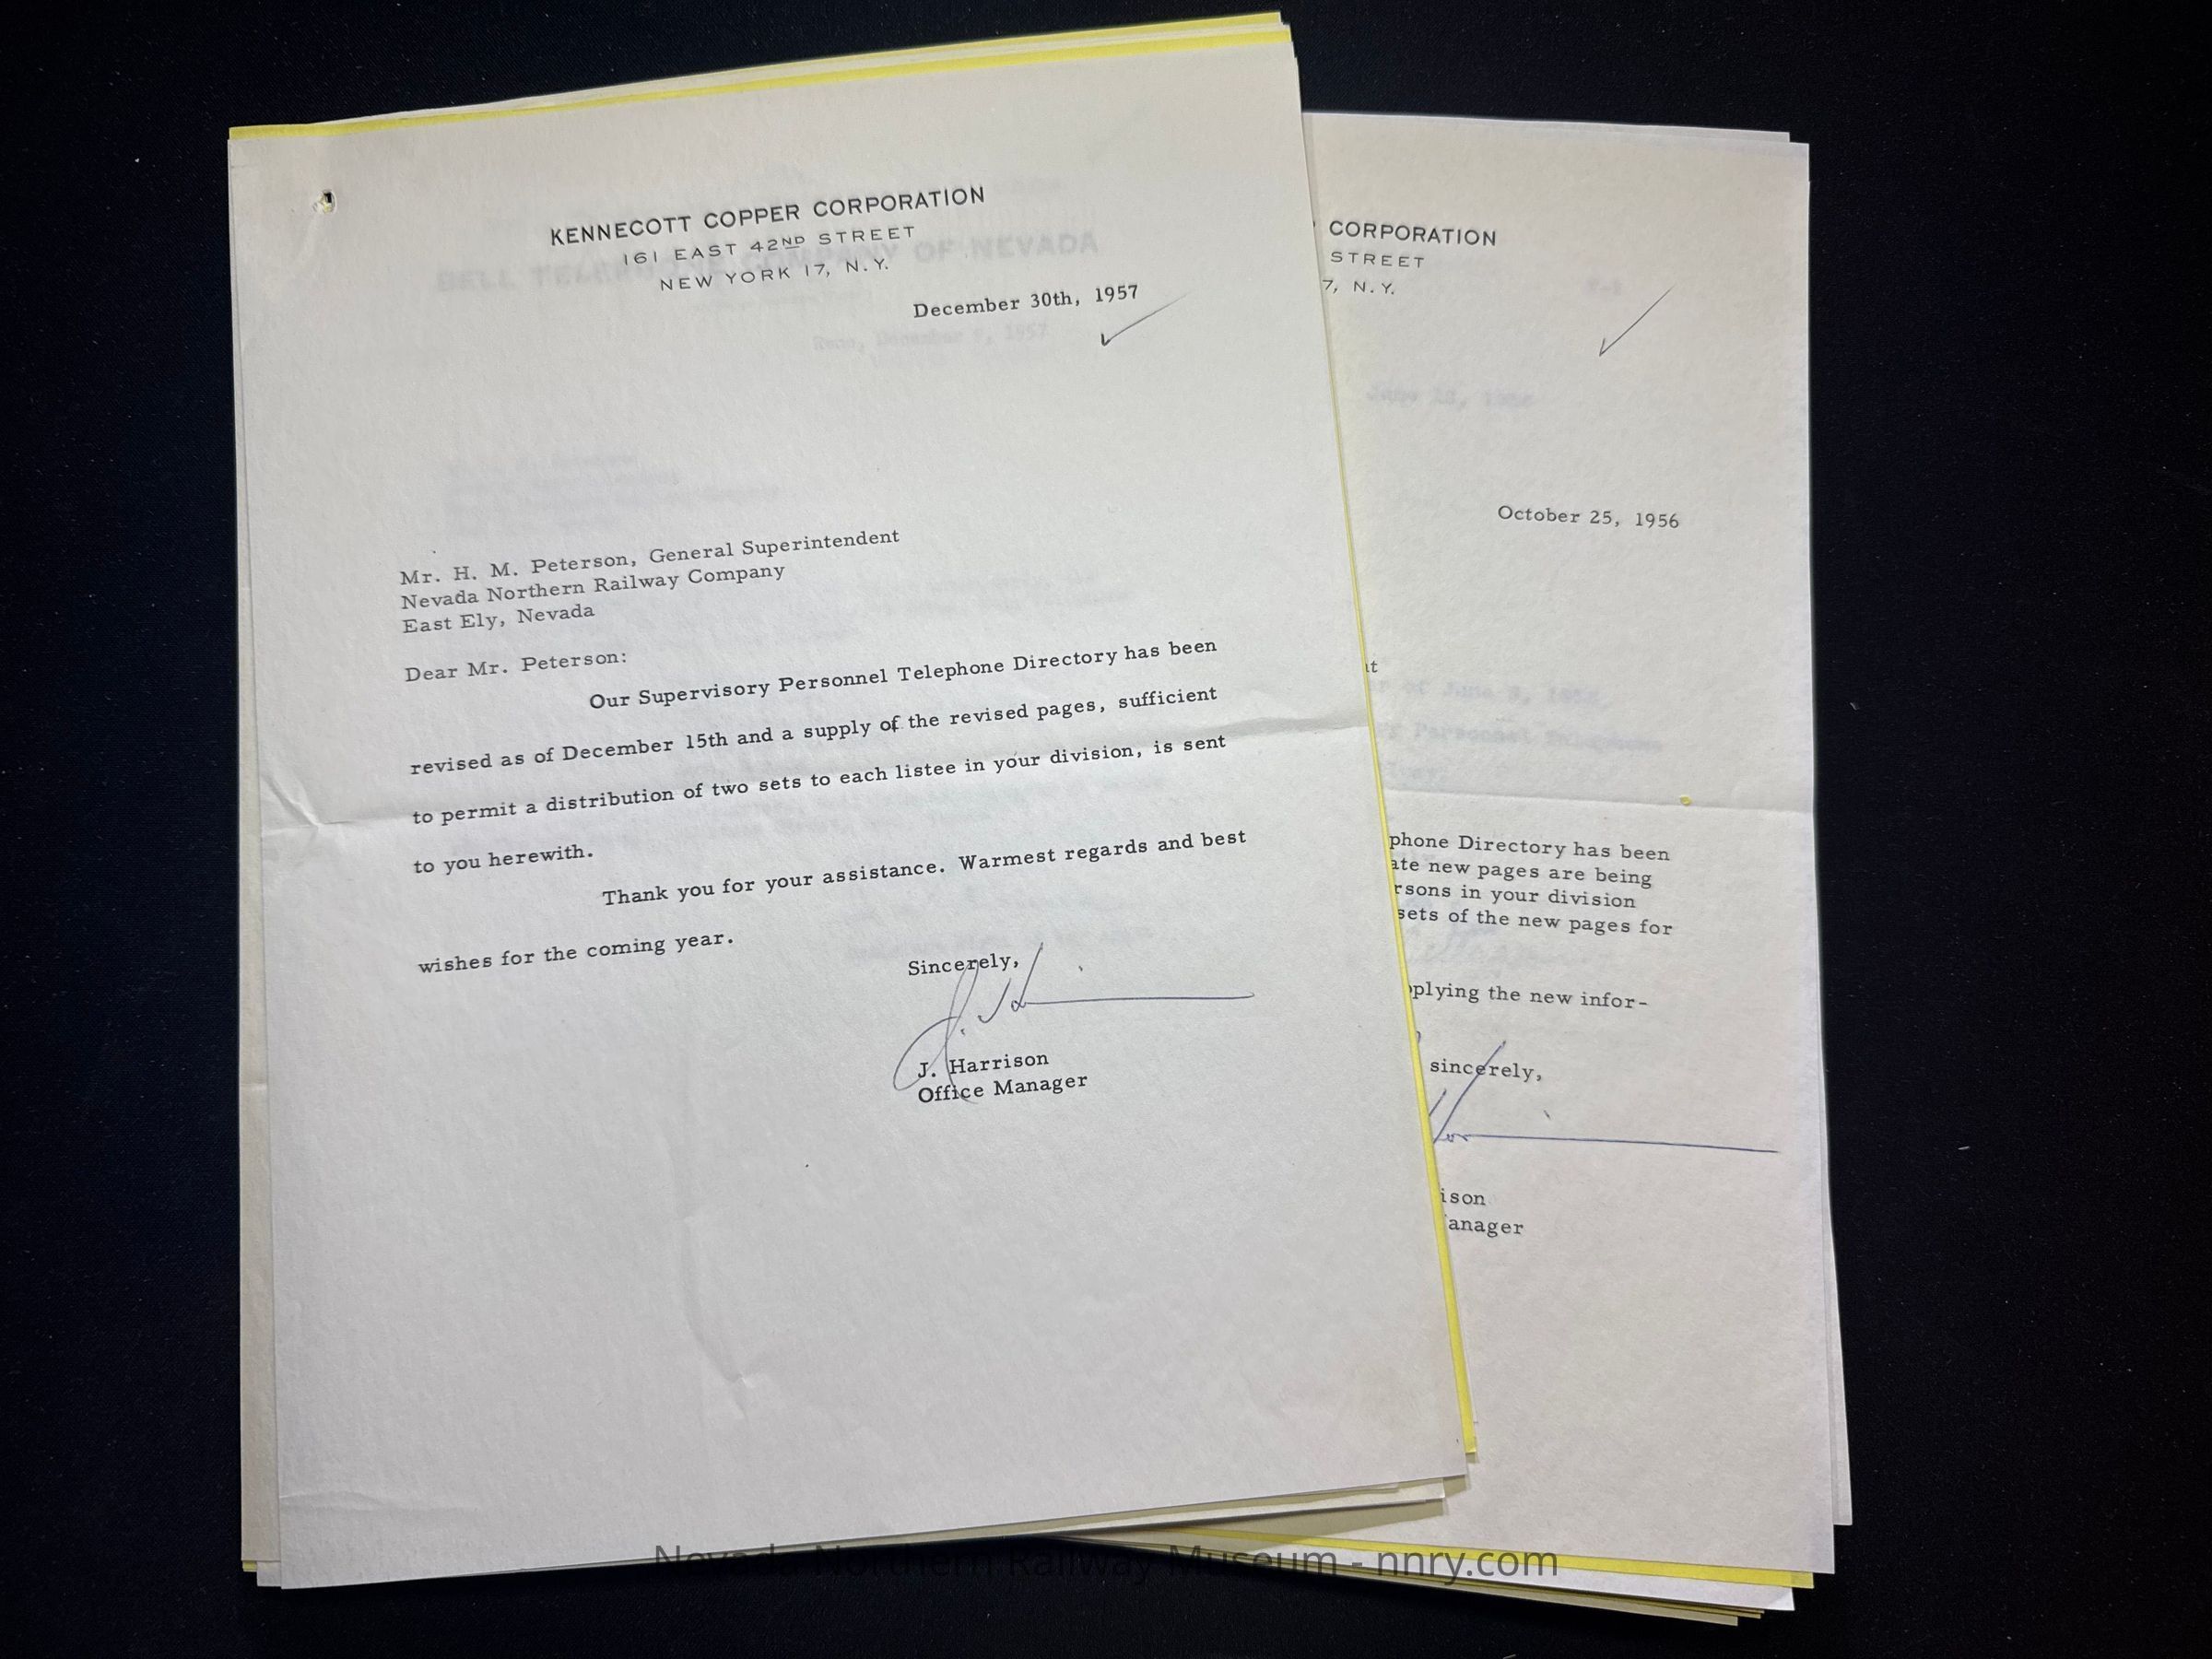 KENNECOTT COPPER CORPORATION
161 EAST 42ND STREET
NEW YORK 17, N.Y.
December 30th, 1957
Mr. H. M. Peterson, General Superintendent
Nevada Northern Railway Company
East Ely, Nevada
Dear Mr. Peterson:
Our Supervisory Personnel Telephone Directory has been
revised as of December 15th and a supply of the revised pages, sufficient
to permit a distribution of two sets to each listee in your division, is sent
to you herewith.
Thank you for your assistance. Warmest regards and best
wishes for the coming year.
Sincerely,
J. Harrison
Office Manager
BELL TELEPHONE COMPANY OF NEVADA
CORPORATION
STREET
7, N.Y.
October 25, 1956
phone Directory has been
ate new pages are being
rsons in your division
sets of the new pages for
plying the new infor-
sincerely,
ison
anager
Nevada Northern Railway Museum - nnry.com